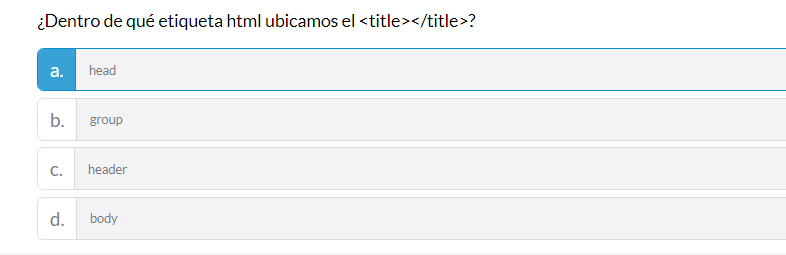 ¿Dentro de qué etiqueta html ubicamos el <title></title>?
a. head
b. group
c. header
d. body